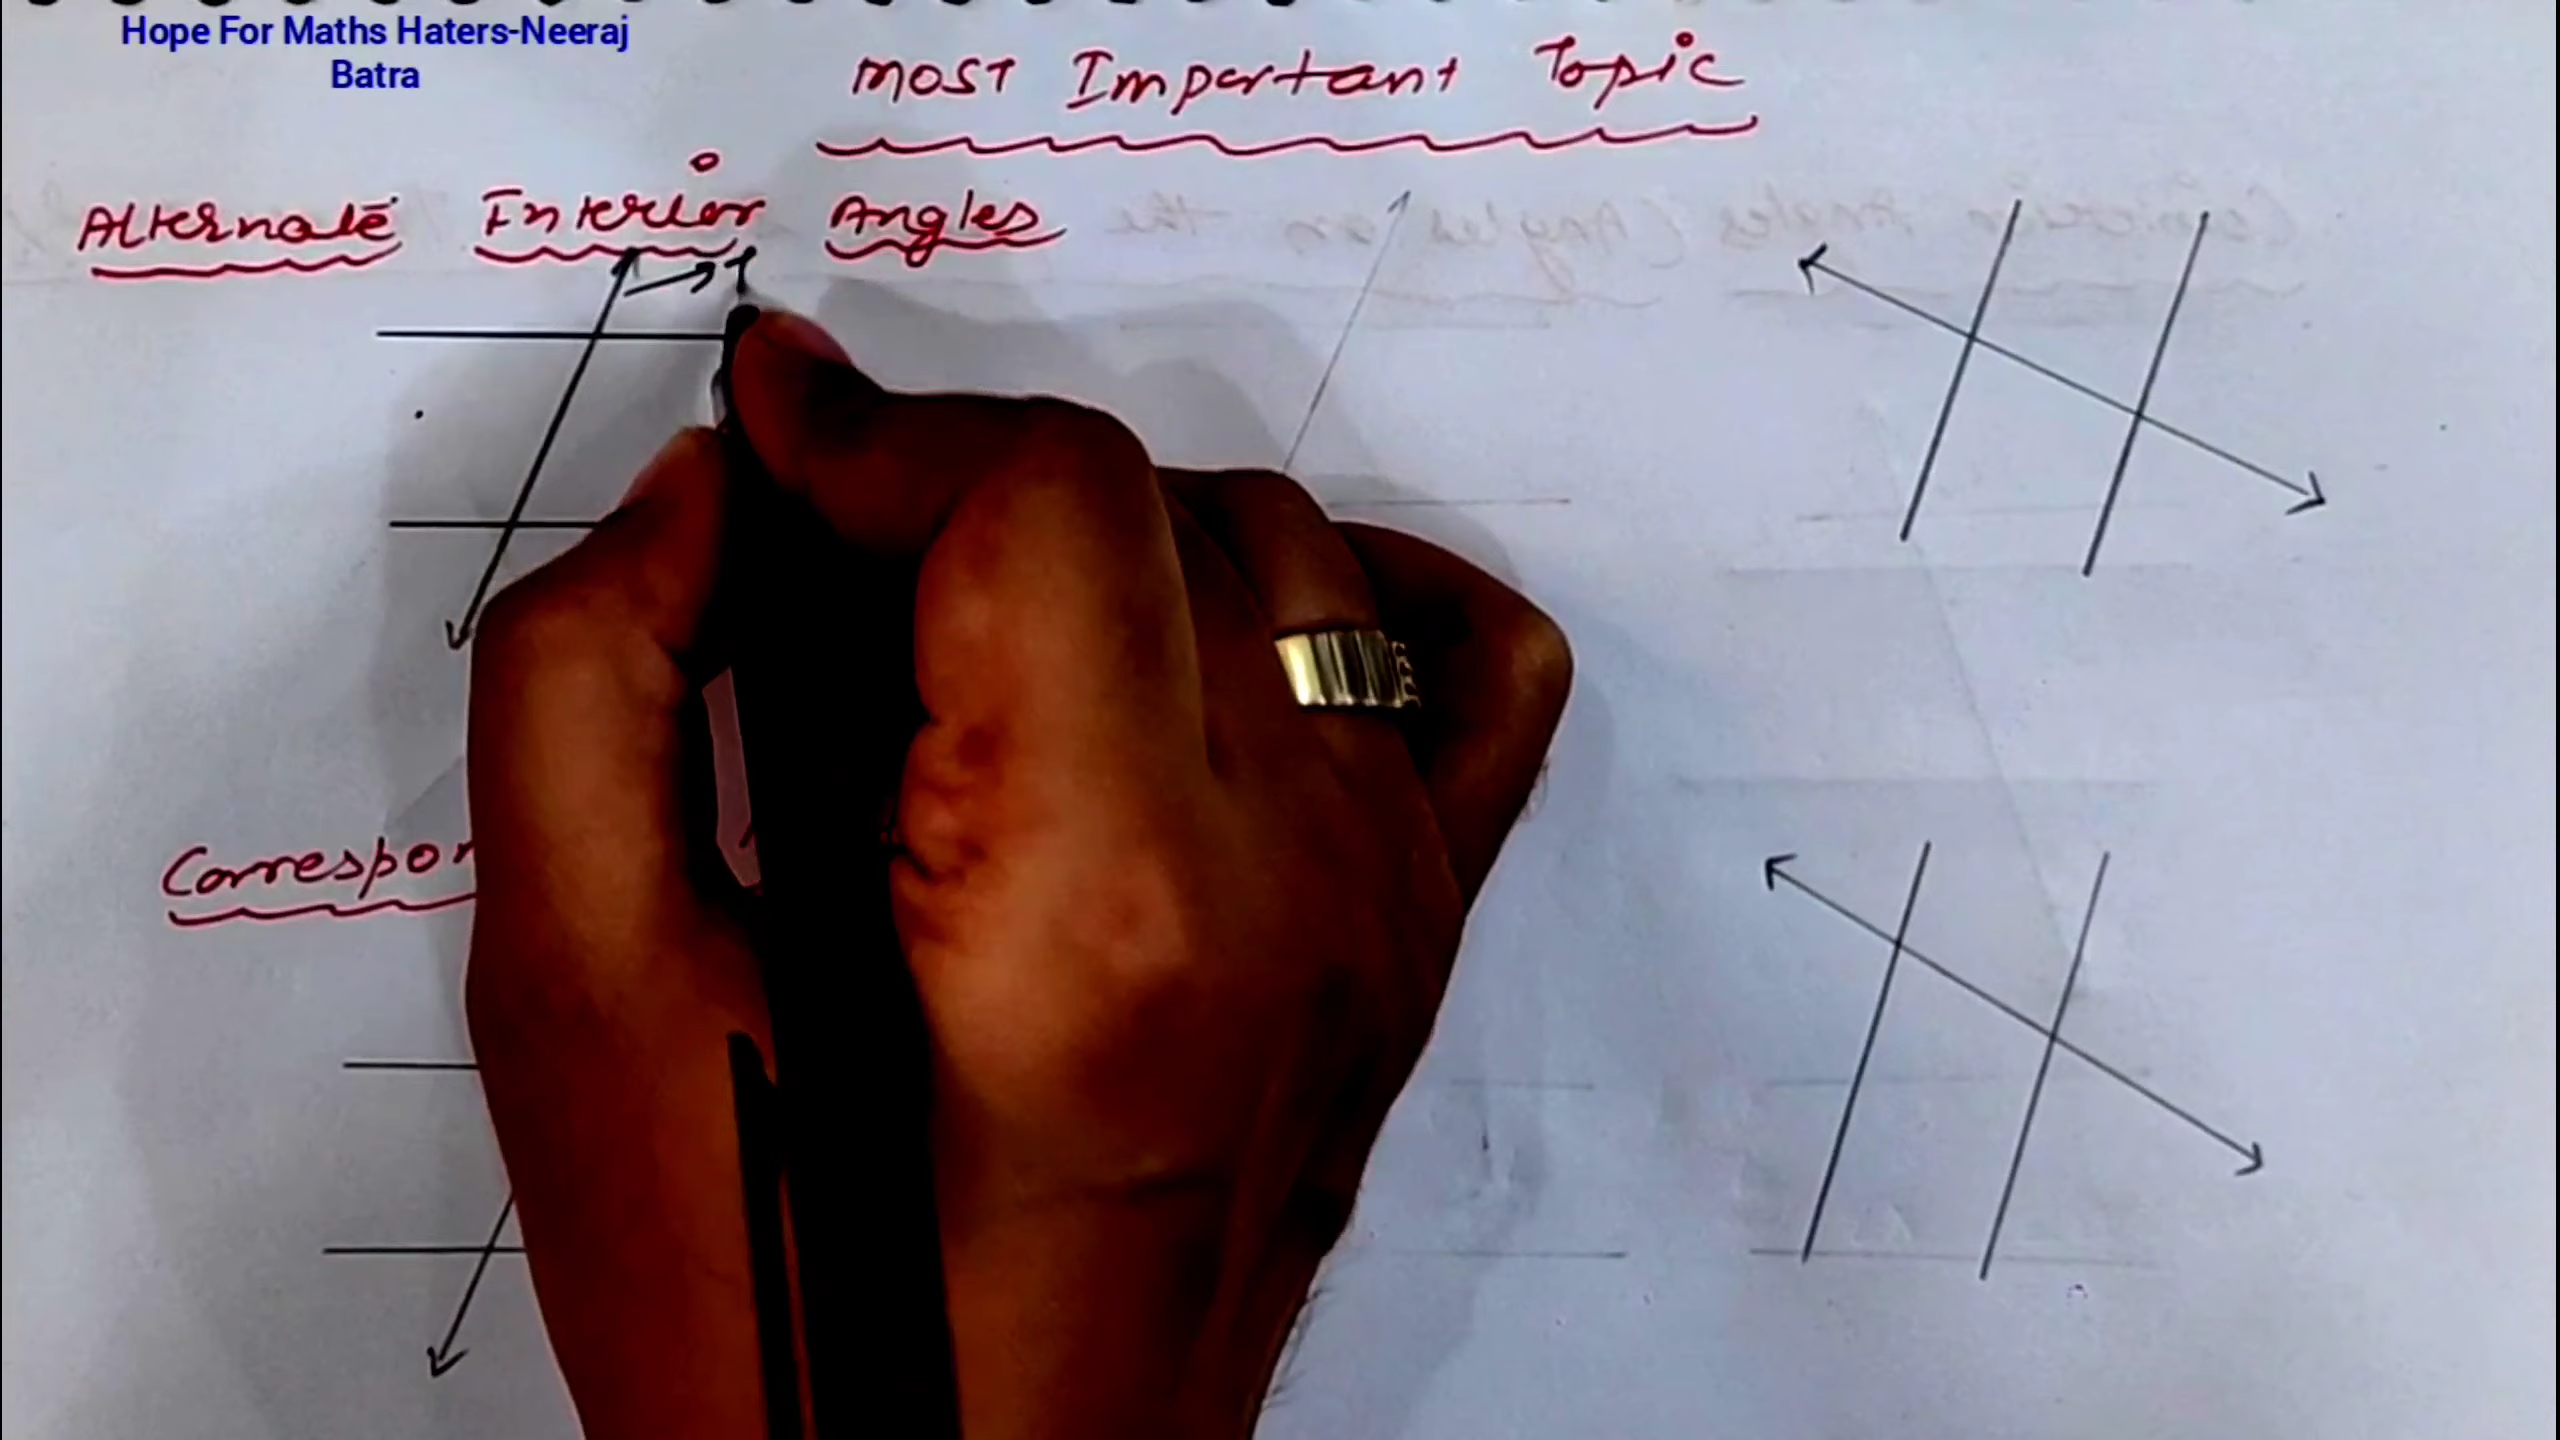 Hope For Maths Haters-Neeraj
Batra
Most Important Topic
Alternate Interior Angles
Correspon